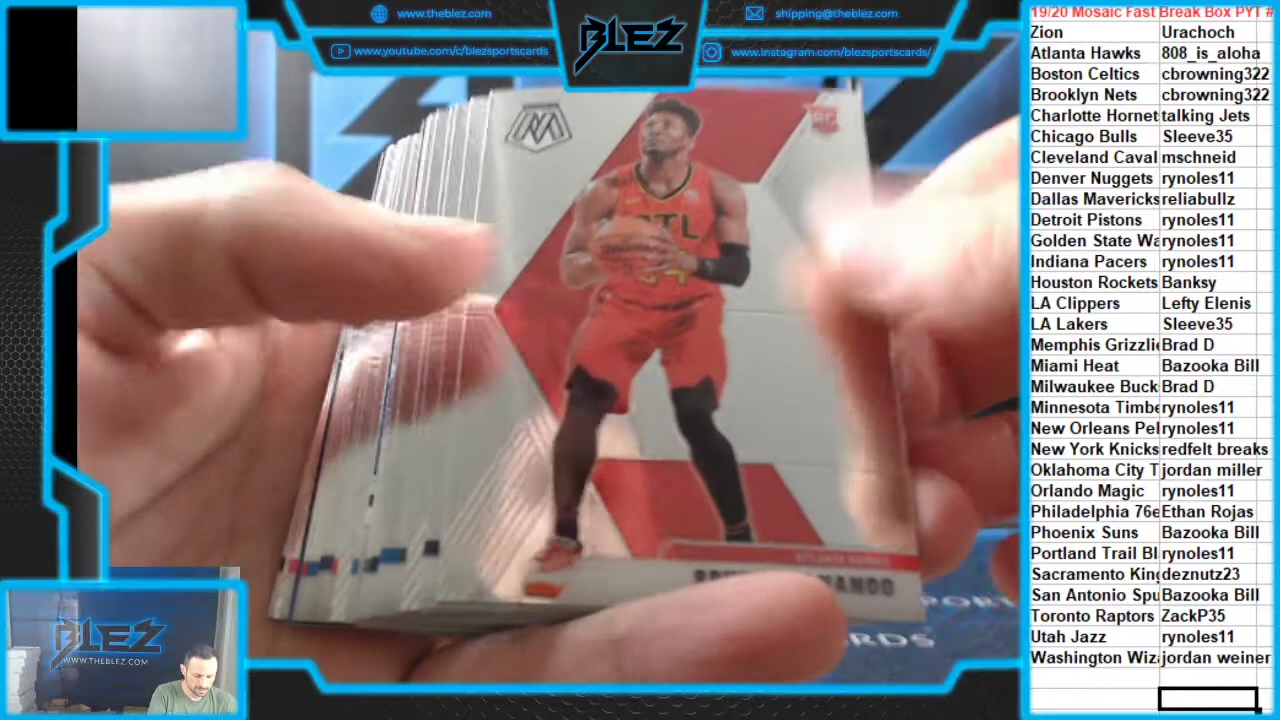 www.theblez.com
shipping@theblez.com
BLEZ
www.youtube.com/c/blezsportscards
www.instagram.com/blezsportscards/
RC
ATL
ATLANTA HAWKS
BLEZ
WWW.THEBLEZ.COM
19/20 Mosaic Fast Break Box PYT #
Zion Urachoch
Atlanta Hawks 808_is_aloha
Boston Celtics cbrowning322
Brooklyn Nets cbrowning322
Charlotte Hornet talking Jets
Chicago Bulls Sleeve35
Cleveland Caval mschneid
Denver Nuggets rynoles11
Dallas Mavericks reliabullz
Detroit Pistons rynoles11
Golden State Wa rynoles11
Indiana Pacers rynoles11
Houston Rockets Banksy
LA Clippers Lefty Elenis
LA Lakers Sleeve35
Memphis Grizzlie Brad D
Miami Heat Bazooka Bill
Milwaukee Buck Brad D
Minnesota Timbe rynoles11
New Orleans Pel rynoles11
New York Knicks redfelt breaks
Oklahoma City T jordan miller
Orlando Magic rynoles11
Philadelphia 76e Ethan Rojas
Phoenix Suns Bazooka Bill
Portland Trail Bl rynoles11
Sacramento King deznutz23
San Antonio Spu Bazooka Bill
Toronto Raptors ZackP35
Utah Jazz rynoles11
Washington Wiz jordan weiner